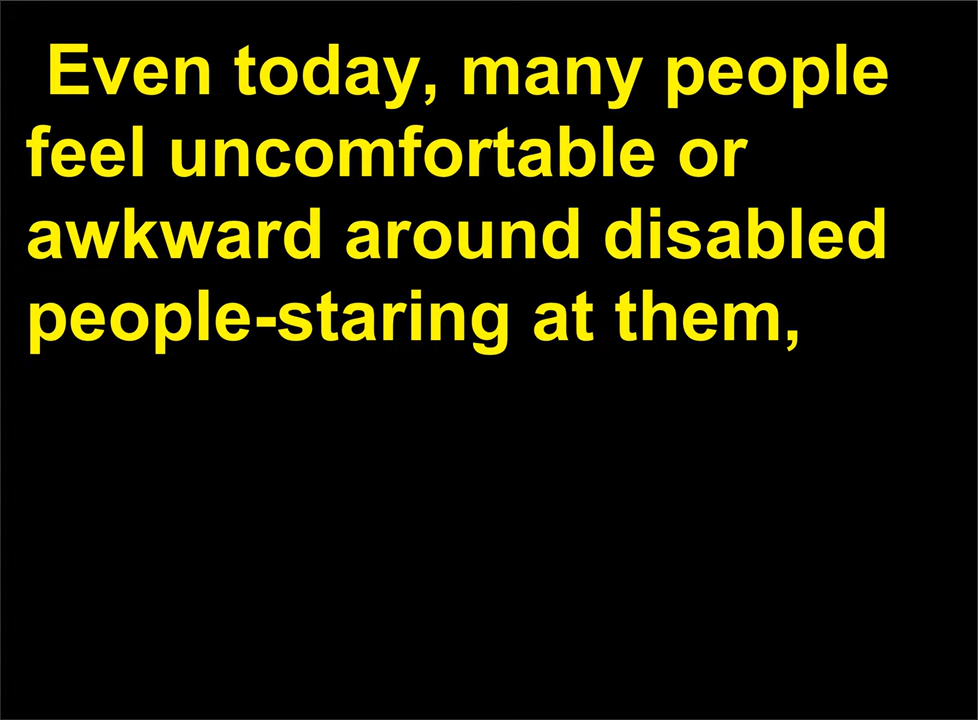 Even today, many people
feel uncomfortable or
awkward around disabled
people-staring at them,